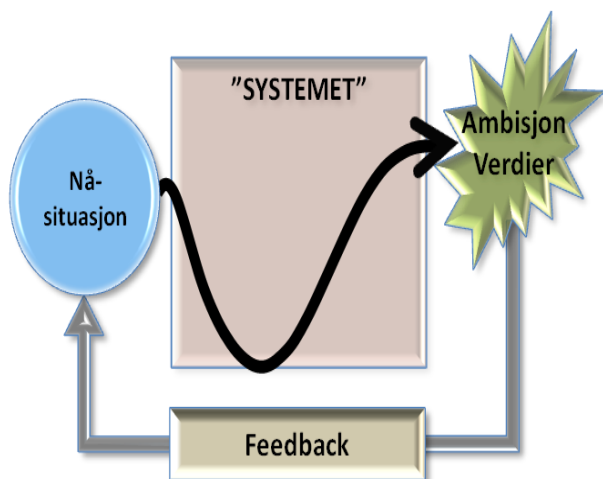 ”SYSTEMET”
Ambisjon
Verdier
Nå-
situasjon
Feedback